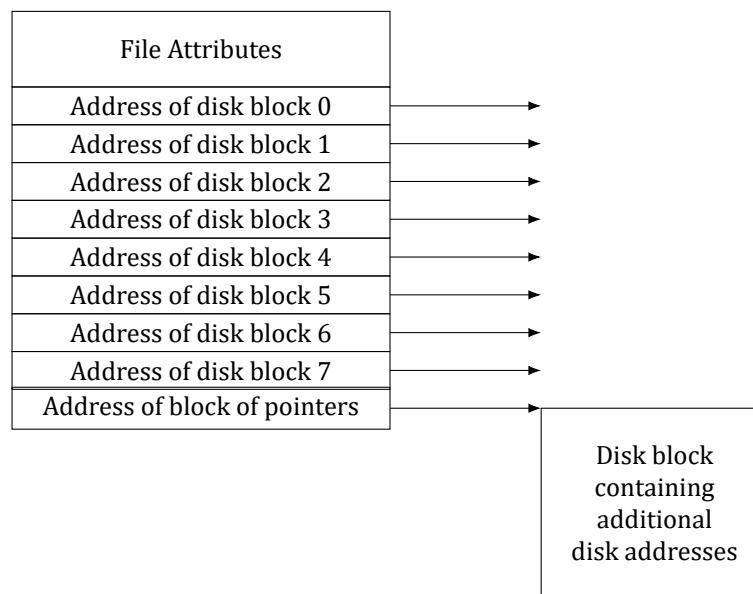 File Attributes
Address of disk block 0
Address of disk block 1
Address of disk block 2
Address of disk block 3
Address of disk block 4
Address of disk block 5
Address of disk block 6
Address of disk block 7
Address of block of pointers
Disk block
containing
additional
disk addresses